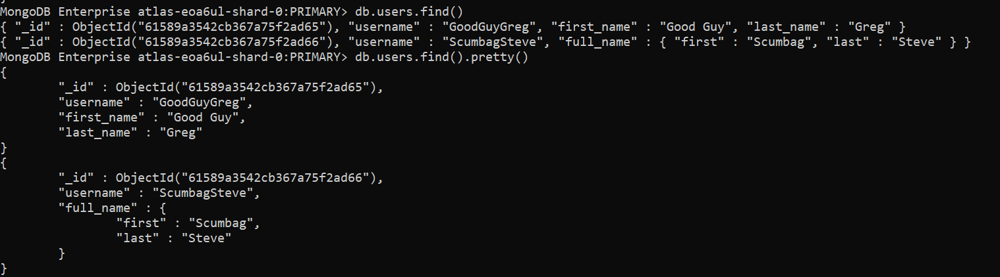 MongoDB Enterprise atlas-eoa6ul-shard-0:PRIMARY> db.users.find()
{ "_id" : ObjectId("61589a3542cb367a75f2ad65"), "username" : "GoodGuyGreg", "first_name" : "Good Guy", "last_name" : "Greg" }
{ "_id" : ObjectId("61589a3542cb367a75f2ad66"), "username" : "ScumbagSteve", "full_name" : { "first" : "Scumbag", "last" : "Steve" } }
MongoDB Enterprise atlas-eoa6ul-shard-0:PRIMARY> db.users.find().pretty()
{
        "_id" : ObjectId("61589a3542cb367a75f2ad65"),
        "username" : "GoodGuyGreg",
        "first_name" : "Good Guy",
        "last_name" : "Greg"
}
{
        "_id" : ObjectId("61589a3542cb367a75f2ad66"),
        "username" : "ScumbagSteve",
        "full_name" : {
                "first" : "Scumbag",
                "last" : "Steve"
        }
}